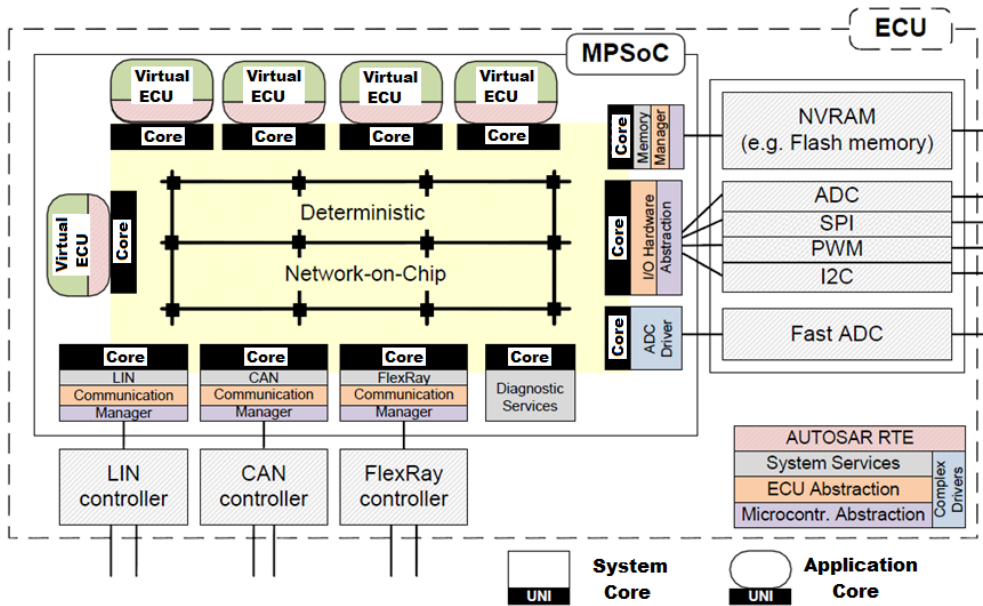 ECU
MPSoC
Virtual
ECU
Virtual
ECU
Virtual
ECU
Virtual
ECU
Core
Core
Core
Core
Core
Memory
Manager
NVRAM
(e.g. Flash memory)
Virtual
ECU
Core
Deterministic
Network-on-Chip
Core
I/O Hardware
Abstraction
ADC
SPI
PWM
I2C
Core
ADC
Driver
Fast ADC
Core
LIN
Communication
Manager
Core
CAN
Communication
Manager
Core
FlexRay
Communication
Manager
Core
Diagnostic
Services
LIN
controller
CAN
controller
FlexRay
controller
AUTOSAR RTE
System Services
ECU Abstraction
Microcontr. Abstraction
Complex
Drivers
UNI
System
Core
UNI
Application
Core